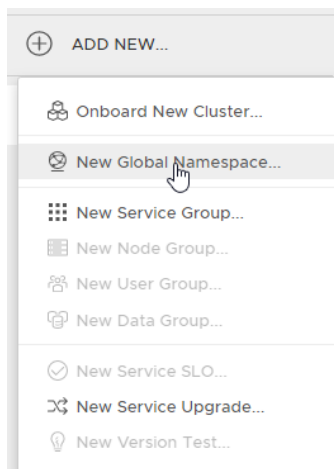 ADD NEW...
Onboard New Cluster...
New Global Namespace...
New Service Group...
New Node Group...
New User Group...
New Data Group...
New Service SLO...
New Service Upgrade...
New Version Test...